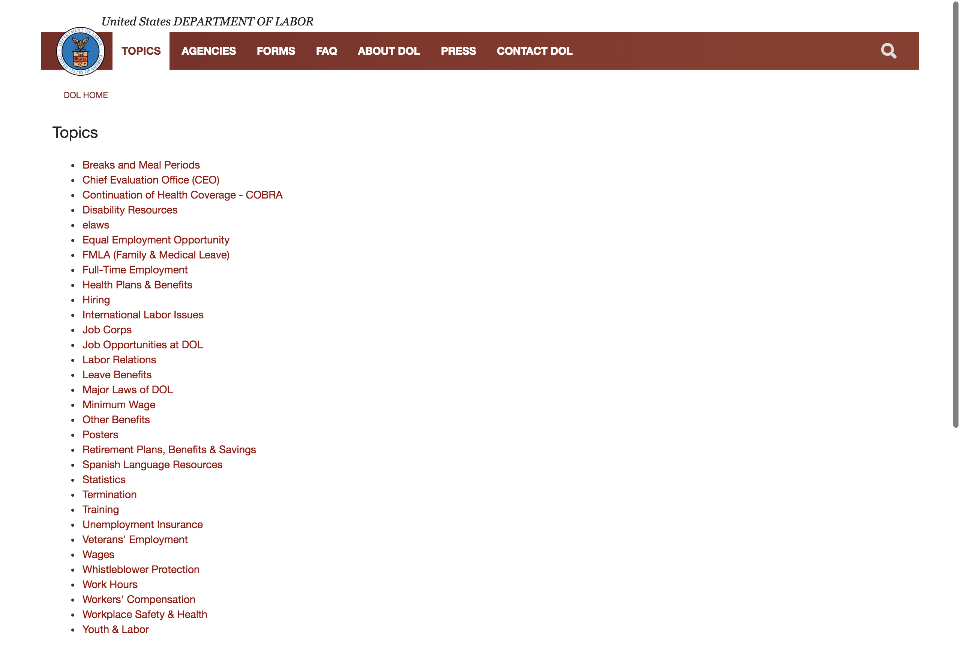 United States DEPARTMENT OF LABOR
TOPICS AGENCIES FORMS FAQ ABOUT DOL PRESS CONTACT DOL
DOL HOME
Topics
Breaks and Meal Periods
Chief Evaluation Office (CEO)
Continuation of Health Coverage - COBRA
Disability Resources
elaws
Equal Employment Opportunity
FMLA (Family & Medical Leave)
Full-Time Employment
Health Plans & Benefits
Hiring
International Labor Issues
Job Corps
Job Opportunities at DOL
Labor Relations
Leave Benefits
Major Laws of DOL
Minimum Wage
Other Benefits
Posters
Retirement Plans, Benefits & Savings
Spanish Language Resources
Statistics
Termination
Training
Unemployment Insurance
Veterans' Employment
Wages
Whistleblower Protection
Work Hours
Workers' Compensation
Workplace Safety & Health
Youth & Labor